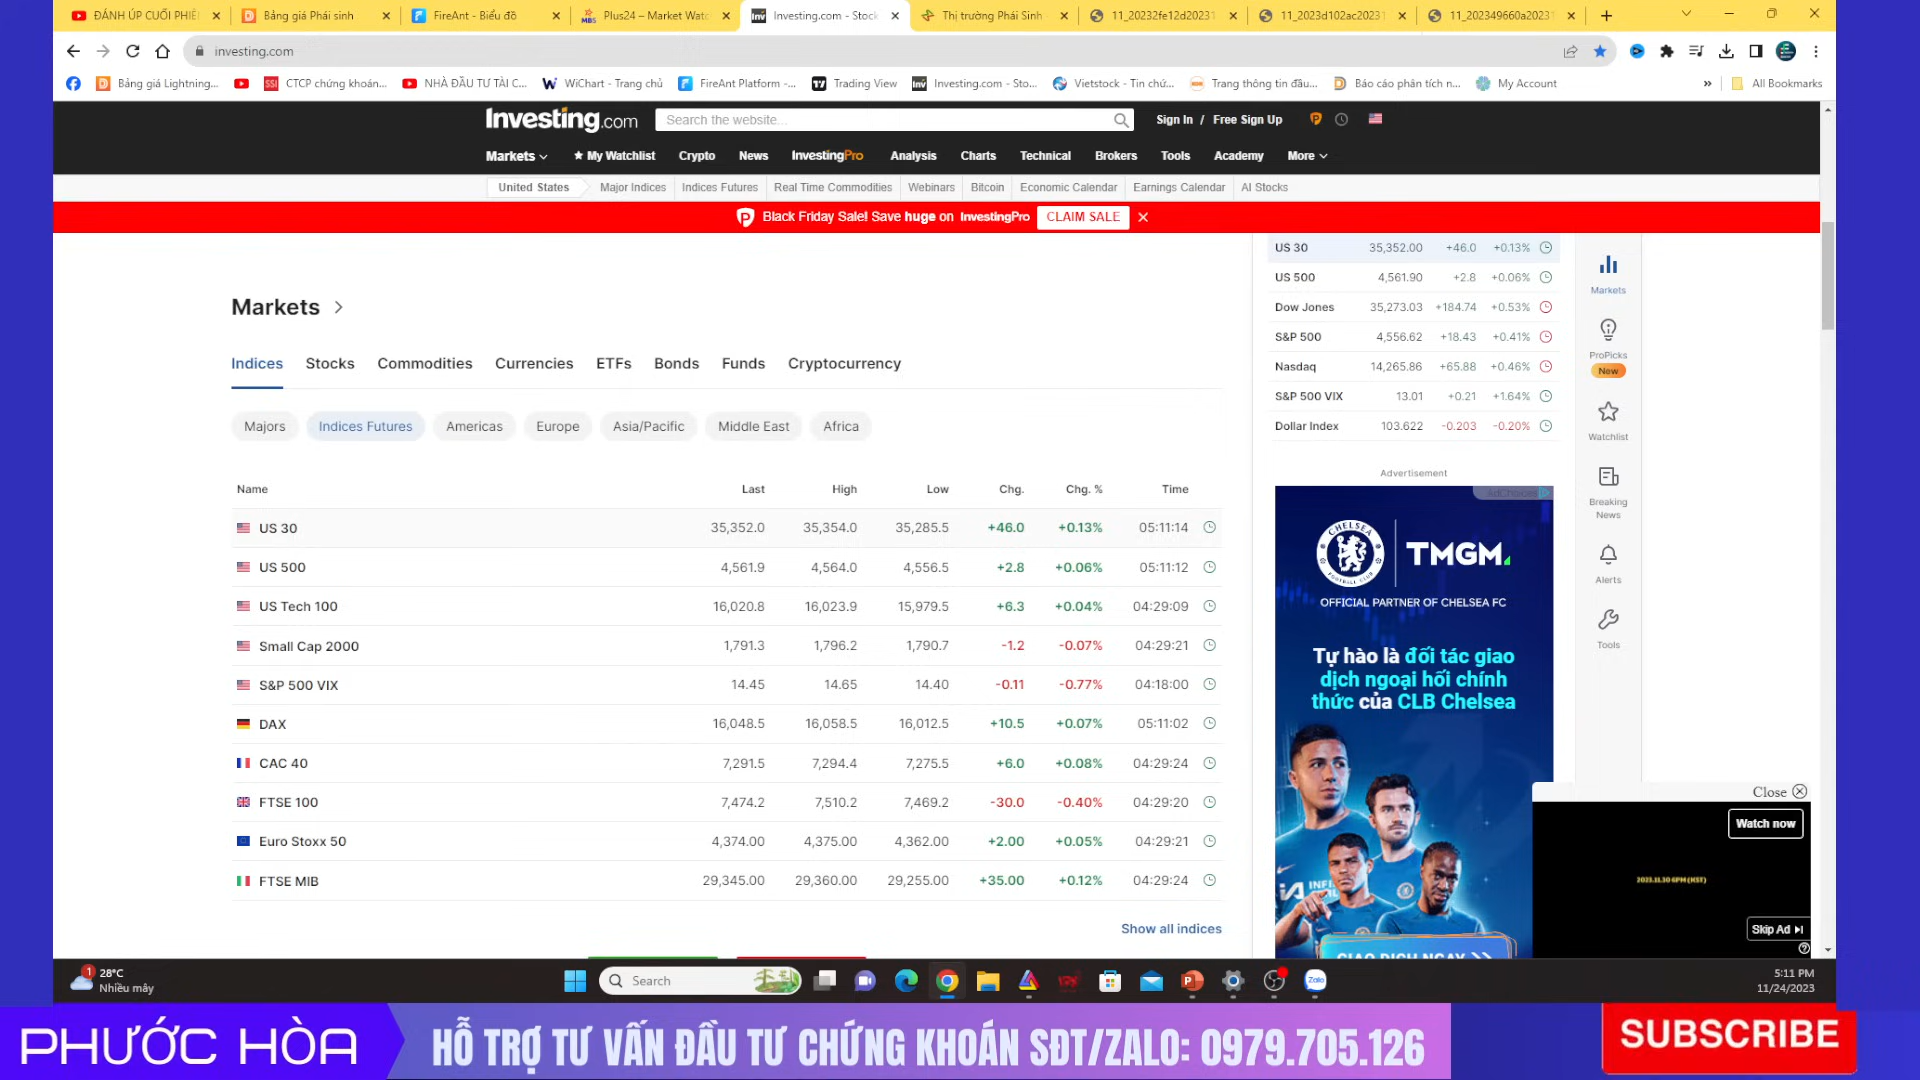 ĐÁNH ÚP CUỐI PHIÊ
Bảng giá Phái sinh
FireAnt - Biểu đồ
Plus24 – Market Wat
Investing.com - Stock
Thị trường Phái Sinh
11_20232fe12d20231
11_2023d102ac20231
11_202349660a20231
investing.com
Bảng giá Lightning...
SSI CTCP chứng khoán...
NHÀ ĐẦU TƯ TÀI C...
WiChart - Trang chủ
FireAnt Platform -...
Trading View
Investing.com - Sto...
Vietstock - Tin chứ...
Trang thông tin đầu...
Báo cáo phân tích n...
My Account
» All Bookmarks
Investing.com
Search the website...
Sign In / Free Sign Up
Markets ★ My Watchlist Crypto News InvestingPro Analysis Charts Technical Brokers Tools Academy More
United States Major Indices Indices Futures Real Time Commodities Webinars Bitcoin Economic Calendar Earnings Calendar AI Stocks
Black Friday Sale! Save huge on InvestingPro CLAIM SALE
Markets
Indices Stocks Commodities Currencies ETFs Bonds Funds Cryptocurrency
Majors Indices Futures Americas Europe Asia/Pacific Middle East Africa
Name Last High Low Chg. Chg. % Time
US 30 35,352.0 35,354.0 35,285.5 +46.0 +0.13% 05:11:14
US 500 4,561.9 4,564.0 4,556.5 +2.8 +0.06% 05:11:12
US Tech 100 16,020.8 16,023.9 15,979.5 +6.3 +0.04% 04:29:09
Small Cap 2000 1,791.3 1,796.2 1,790.7 -1.2 -0.07% 04:29:21
S&P 500 VIX 14.45 14.65 14.40 -0.11 -0.77% 04:18:00
DAX 16,048.5 16,058.5 16,012.5 +10.5 +0.07% 05:11:02
CAC 40 7,291.5 7,294.4 7,275.5 +6.0 +0.08% 04:29:24
FTSE 100 7,474.2 7,510.2 7,469.2 -30.0 -0.40% 04:29:20
Euro Stoxx 50 4,374.00 4,375.00 4,362.00 +2.00 +0.05% 04:29:21
FTSE MIB 29,345.00 29,360.00 29,255.00 +35.00 +0.12% 04:29:24
Show all indices
US 30 35,352.00 +46.0 +0.13%
US 500 4,561.90 +2.8 +0.06%
Dow Jones 35,273.03 +184.74 +0.53%
S&P 500 4,556.62 +18.43 +0.41%
Nasdaq 14,265.86 +65.88 +0.46%
S&P 500 VIX 13.01 +0.21 +1.64%
Dollar Index 103.622 -0.203 -0.20%
Advertisement
AdChoices
CHELSEA
FOOTBALL CLUB
TMGM
OFFICIAL PARTNER OF CHELSEA FC
Tự hào là đối tác giao
dịch ngoại hối chính
thức của CLB Chelsea
GIAO DỊCH NGAY >>
Markets
ProPicks
New
Watchlist
Breaking
News
Alerts
Tools
Close
Watch now
2023.11.30 6PM (KST)
Skip Ad
1
28°C
Nhiều mây
Search
Zalo
5:11 PM
11/24/2023
PHƯỚC HÒA
HỖ TRỢ TƯ VẤN ĐẦU TƯ CHỨNG KHOÁN SĐT/ZALO: 0979.705.126
SUBSCRIBE